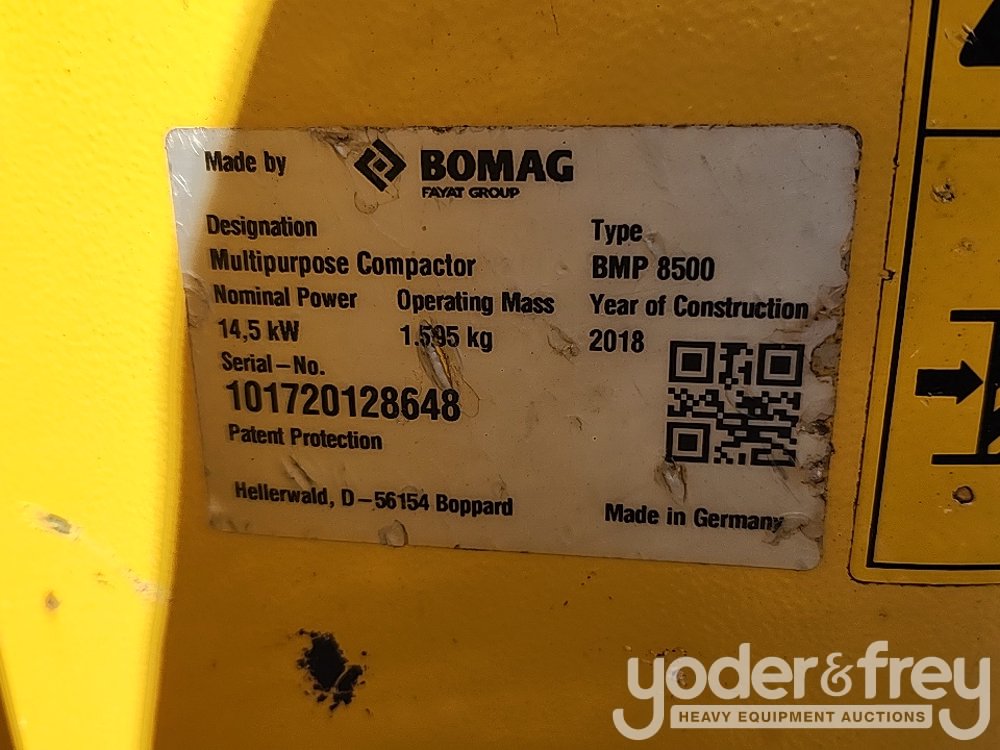 Made by BOMAG
FAYAT GROUP
Designation Type
Multipurpose Compactor BMP 8500
Nominal Power Operating Mass Year of Construction
14,5 kW 1.595 kg 2018
Serial-No.
101720128648
Patent Protection
Hellerwald, D-56154 Boppard Made in Germany
yoder&frey
HEAVY EQUIPMENT AUCTIONS